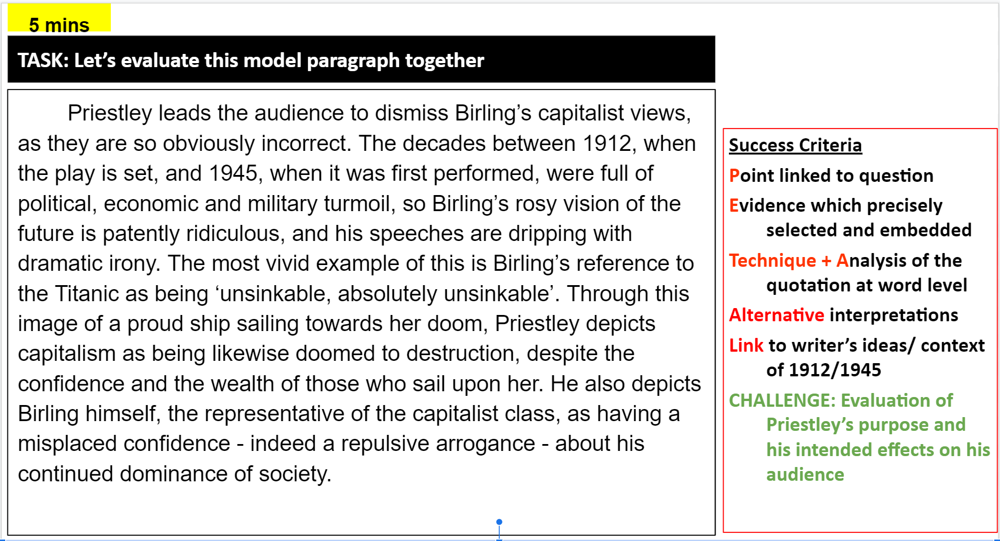 5 mins
TASK: Let’s evaluate this model paragraph together
Priestley leads the audience to dismiss Birling’s capitalist views,
as they are so obviously incorrect. The decades between 1912, when
the play is set, and 1945, when it was first performed, were full of
political, economic and military turmoil, so Birling’s rosy vision of the
future is patently ridiculous, and his speeches are dripping with
dramatic irony. The most vivid example of this is Birling’s reference to
the Titanic as being ‘unsinkable, absolutely unsinkable’. Through this
image of a proud ship sailing towards her doom, Priestley depicts
capitalism as being likewise doomed to destruction, despite the
confidence and the wealth of those who sail upon her. He also depicts
Birling himself, the representative of the capitalist class, as having a
misplaced confidence - indeed a repulsive arrogance - about his
continued dominance of society.
Success Criteria
Point linked to question
Evidence which precisely
selected and embedded
Technique + Analysis of the
quotation at word level
Alternative interpretations
Link to writer’s ideas/ context
of 1912/1945
CHALLENGE: Evaluation of
Priestley’s purpose and
his intended effects on his
audience